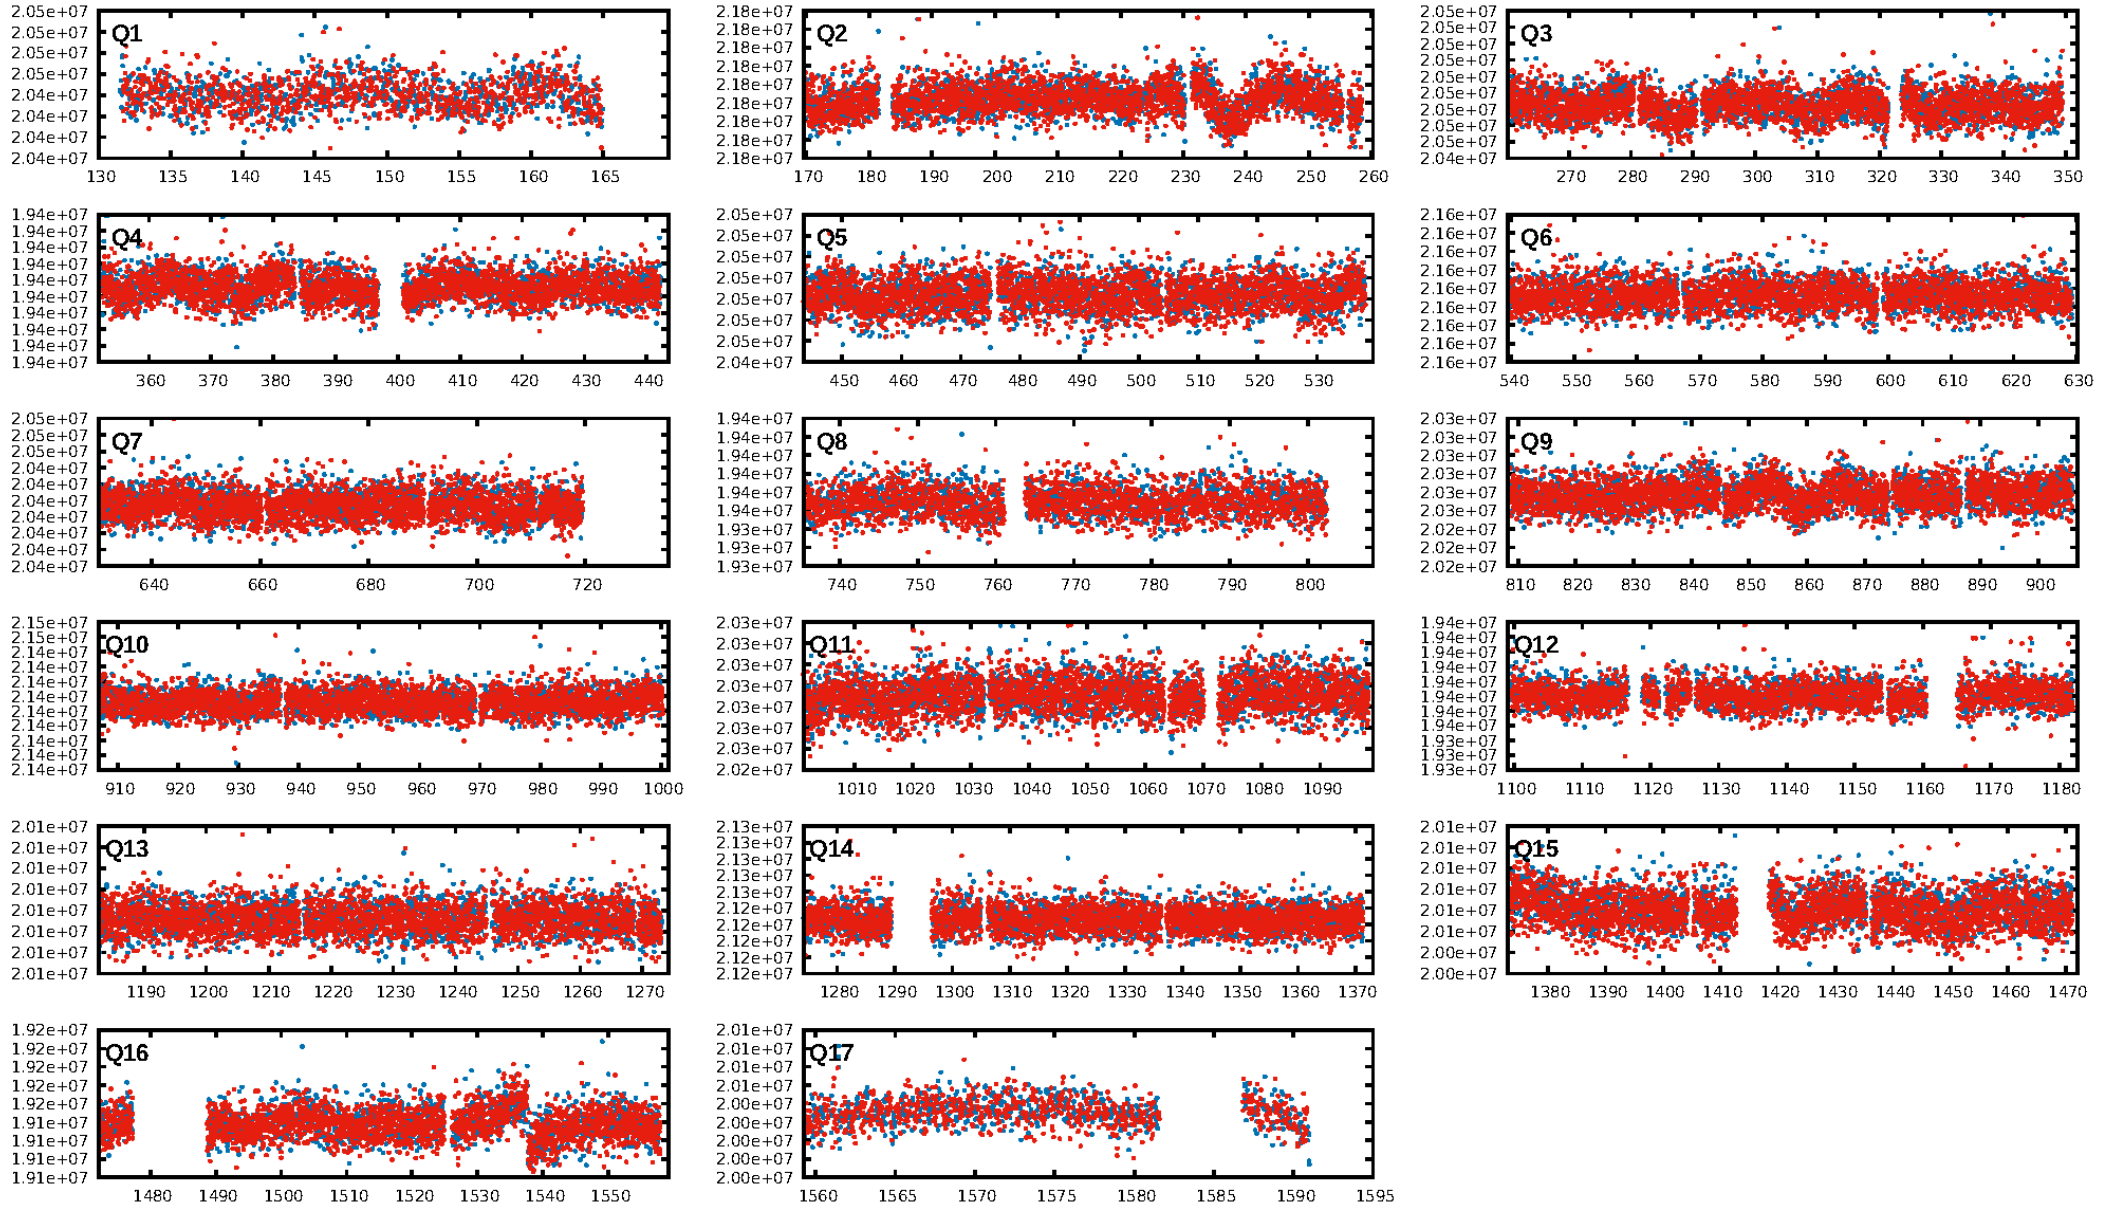 Q1
2.05e+07
2.05e+07
2.05e+07
2.05e+07
2.04e+07
2.04e+07
2.04e+07
2.04e+07
130 135 140 145 150 155 160 165
Q2
2.18e+07
2.18e+07
2.18e+07
2.18e+07
2.18e+07
2.18e+07
2.18e+07
2.18e+07
2.18e+07
170 180 190 200 210 220 230 240 250 260
Q3
2.05e+07
2.05e+07
2.05e+07
2.05e+07
2.05e+07
2.05e+07
2.05e+07
2.05e+07
2.05e+07
2.04e+07
270 280 290 300 310 320 330 340 350
Q4
1.94e+07
1.94e+07
1.94e+07
1.94e+07
1.94e+07
1.94e+07
1.94e+07
1.94e+07
1.94e+07
1.94e+07
360 370 380 390 400 410 420 430 440
Q5
2.05e+07
2.05e+07
2.05e+07
2.05e+07
2.05e+07
2.05e+07
2.05e+07
2.04e+07
450 460 470 480 490 500 510 520 530
Q6
2.16e+07
2.16e+07
2.16e+07
2.16e+07
2.16e+07
2.16e+07
2.16e+07
2.16e+07
2.16e+07
540 550 560 570 580 590 600 610 620 630
Q7
2.05e+07
2.05e+07
2.05e+07
2.04e+07
2.04e+07
2.04e+07
2.04e+07
2.04e+07
2.04e+07
2.04e+07
640 660 680 700 720
Q8
1.94e+07
1.94e+07
1.94e+07
1.94e+07
1.94e+07
1.94e+07
1.93e+07
1.93e+07
1.93e+07
740 750 760 770 780 790 800
Q9
2.03e+07
2.03e+07
2.03e+07
2.03e+07
2.03e+07
2.03e+07
2.02e+07
2.02e+07
2.02e+07
810 820 830 840 850 860 870 880 890 900
Q10
2.15e+07
2.15e+07
2.14e+07
2.14e+07
2.14e+07
2.14e+07
2.14e+07
2.14e+07
2.14e+07
2.14e+07
2.14e+07
910 920 930 940 950 960 970 980 990 1000
Q11
2.03e+07
2.03e+07
2.03e+07
2.03e+07
2.03e+07
2.03e+07
2.03e+07
2.02e+07
1010 1020 1030 1040 1050 1060 1070 1080 1090
Q12
1.94e+07
1.94e+07
1.94e+07
1.94e+07
1.94e+07
1.94e+07
1.94e+07
1.94e+07
1.93e+07
1.93e+07
1.93e+07
1100 1110 1120 1130 1140 1150 1160 1170 1180
Q13
2.01e+07
2.01e+07
2.01e+07
2.01e+07
2.01e+07
2.01e+07
2.01e+07
2.01e+07
1190 1200 1210 1220 1230 1240 1250 1260 1270
Q14
2.13e+07
2.13e+07
2.13e+07
2.13e+07
2.13e+07
2.12e+07
2.12e+07
2.12e+07
2.12e+07
2.12e+07
1280 1290 1300 1310 1320 1330 1340 1350 1360 1370
Q15
2.01e+07
2.01e+07
2.01e+07
2.01e+07
2.01e+07
2.01e+07
2.00e+07
2.00e+07
1380 1390 1400 1410 1420 1430 1440 1450 1460 1470
Q16
1.92e+07
1.92e+07
1.92e+07
1.92e+07
1.92e+07
1.91e+07
1.91e+07
1.91e+07
1.91e+07
1480 1490 1500 1510 1520 1530 1540 1550
Q17
2.01e+07
2.01e+07
2.01e+07
2.01e+07
2.00e+07
2.00e+07
2.00e+07
2.00e+07
2.00e+07
1560 1565 1570 1575 1580 1585 1590 1595